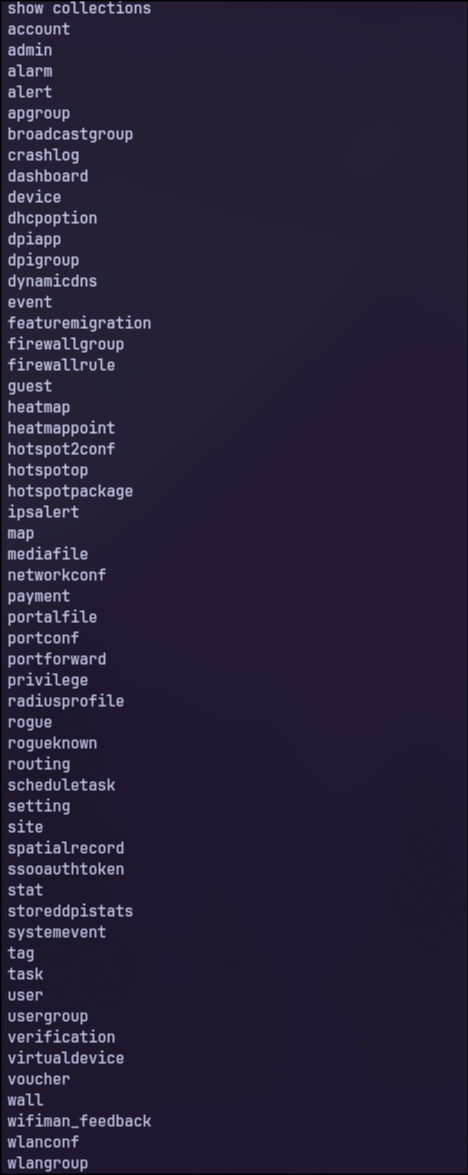 show collections
account
admin
alarm
alert
apgroup
broadcastgroup
crashlog
dashboard
device
dhcpoption
dpiapp
dpigroup
dynamicdns
event
featuremigration
firewallgroup
firewallrule
guest
heatmap
heatmappoint
hotspot2conf
hotspotop
hotspotpackage
ipsalert
map
mediafile
networkconf
payment
portalfile
portconf
portforward
privilege
radiusprofile
rogue
rogueknown
routing
scheduletask
setting
site
spatialrecord
ssooauthtoken
stat
storeddpistats
systemevent
tag
task
user
usergroup
verification
virtualdevice
voucher
wall
wifiman_feedback
wlanconf
wlangroup